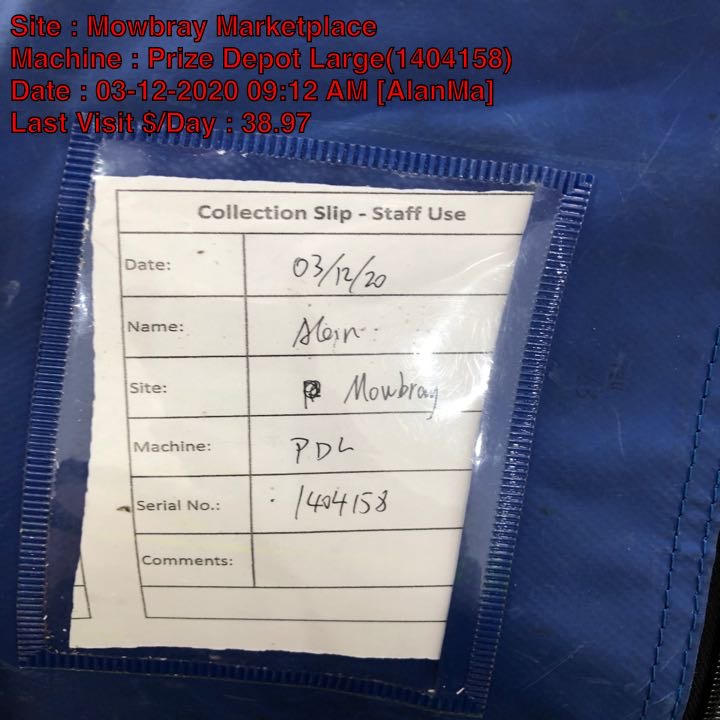 Site : Mowbray Marketplace
Machine : Prize Depot Large(1404158)
Date : 03-12-2020 09:12 AM [AlanMa]
Last Visit $/Day : 38.97
Collection Slip - Staff Use
Date: 03/12/20
Name: Alain
Site: Mowbray
Machine: PDL
Serial No.: 1404158
Comments: